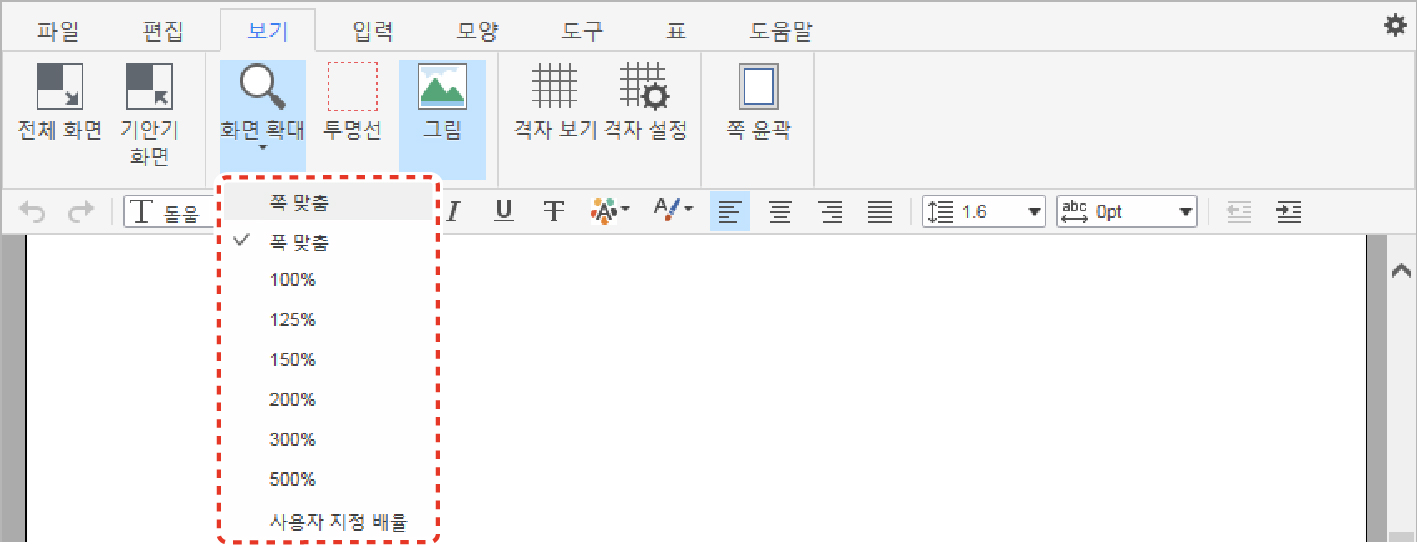 파일 편집 보기 입력 모양 도구 표 도움말
전체 화면 기안기 화면 화면 확대 투명선 그림 격자 보기 격자 설정 쪽 윤곽
T 돋움 I U T A A 1.6 abc 0pt
쪽 맞춤
폭 맞춤
100%
125%
150%
200%
300%
500%
사용자 지정 배율